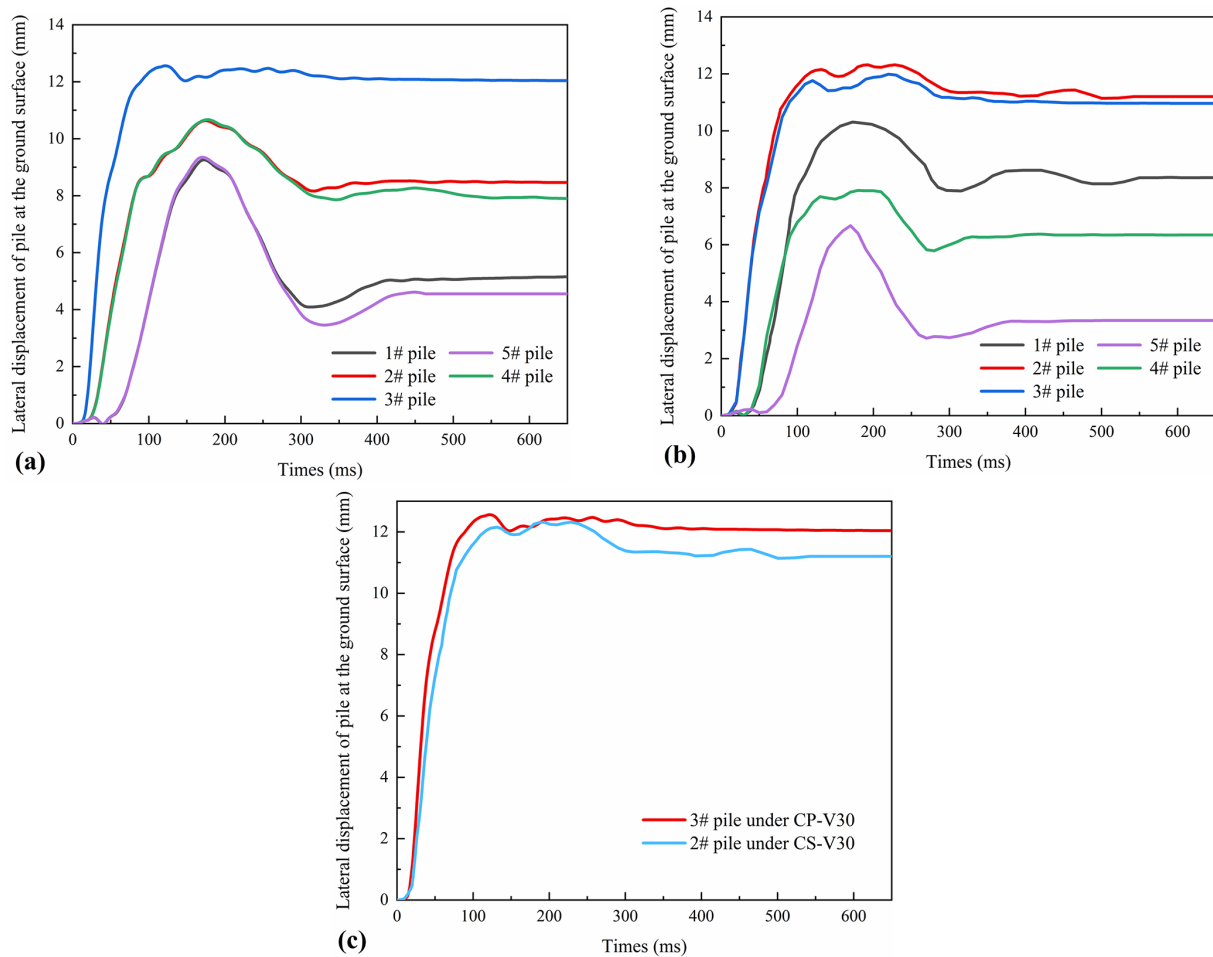 Lateral displacement of pile at the ground surface (mm)
14
12
10
8
6
4
2
0
0 100 200 300 400 500 600
Times (ms)
1# pile 5# pile
2# pile 4# pile
3# pile
(a)
Lateral displacement of pile at the ground surface (mm)
14
12
10
8
6
4
2
0
0 100 200 300 400 500 600
Times (ms)
1# pile 5# pile
2# pile 4# pile
3# pile
(b)
Lateral displacement of pile at the ground surface (mm)
12
10
8
6
4
2
0
0 100 200 300 400 500 600
Times (ms)
3# pile under CP-V30
2# pile under CS-V30
(c)